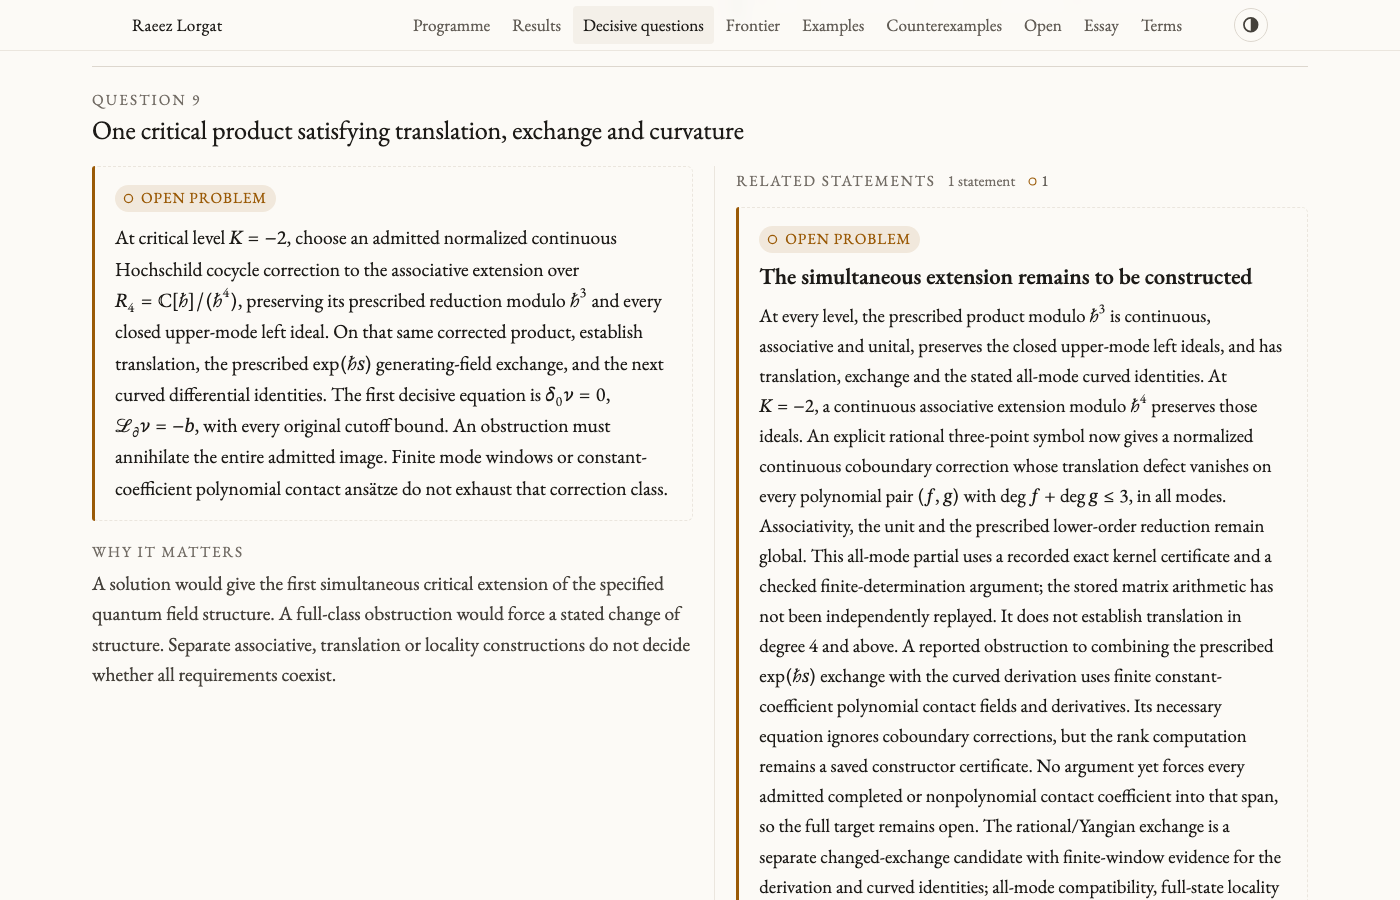 Raeez Lorgat
Programme
Results
Decisive questions
Frontier
Examples
Counterexamples
Open
Essay
Terms
QUESTION 9
One critical product satisfying translation, exchange and curvature
OPEN PROBLEM
At critical level K = −2, choose an admitted normalized continuous
Hochschild cocycle correction to the associative extension over
R₄ = ℂ[ℏ]/(ℏ⁴), preserving its prescribed reduction modulo ℏ³ and every
closed upper-mode left ideal. On that same corrected product, establish
translation, the prescribed exp(ℏs) generating-field exchange, and the next
curved differential identities. The first decisive equation is δ₀ν = 0,
ℒ_∂ν = −b, with every original cutoff bound. An obstruction must
annihilate the entire admitted image. Finite mode windows or constant-
coefficient polynomial contact ansätze do not exhaust that correction class.
WHY IT MATTERS
A solution would give the first simultaneous critical extension of the specified
quantum field structure. A full-class obstruction would force a stated change of
structure. Separate associative, translation or locality constructions do not decide
whether all requirements coexist.
RELATED STATEMENTS 1 statement 1
OPEN PROBLEM
The simultaneous extension remains to be constructed
At every level, the prescribed product modulo ℏ³ is continuous,
associative and unital, preserves the closed upper-mode left ideals, and has
translation, exchange and the stated all-mode curved identities. At
K = −2, a continuous associative extension modulo ℏ⁴ preserves those
ideals. An explicit rational three-point symbol now gives a normalized
continuous coboundary correction whose translation defect vanishes on
every polynomial pair (f, g) with deg f + deg g ≤ 3, in all modes.
Associativity, the unit and the prescribed lower-order reduction remain
global. This all-mode partial uses a recorded exact kernel certificate and a
checked finite-determination argument; the stored matrix arithmetic has
not been independently replayed. It does not establish translation in
degree 4 and above. A reported obstruction to combining the prescribed
exp(ℏs) exchange with the curved derivation uses finite constant-
coefficient polynomial contact fields and derivatives. Its necessary
equation ignores coboundary corrections, but the rank computation
remains a saved constructor certificate. No argument yet forces every
admitted completed or nonpolynomial contact coefficient into that span,
so the full target remains open. The rational/Yangian exchange is a
separate changed-exchange candidate with finite-window evidence for the
derivation and curved identities; all-mode compatibility, full-state locality